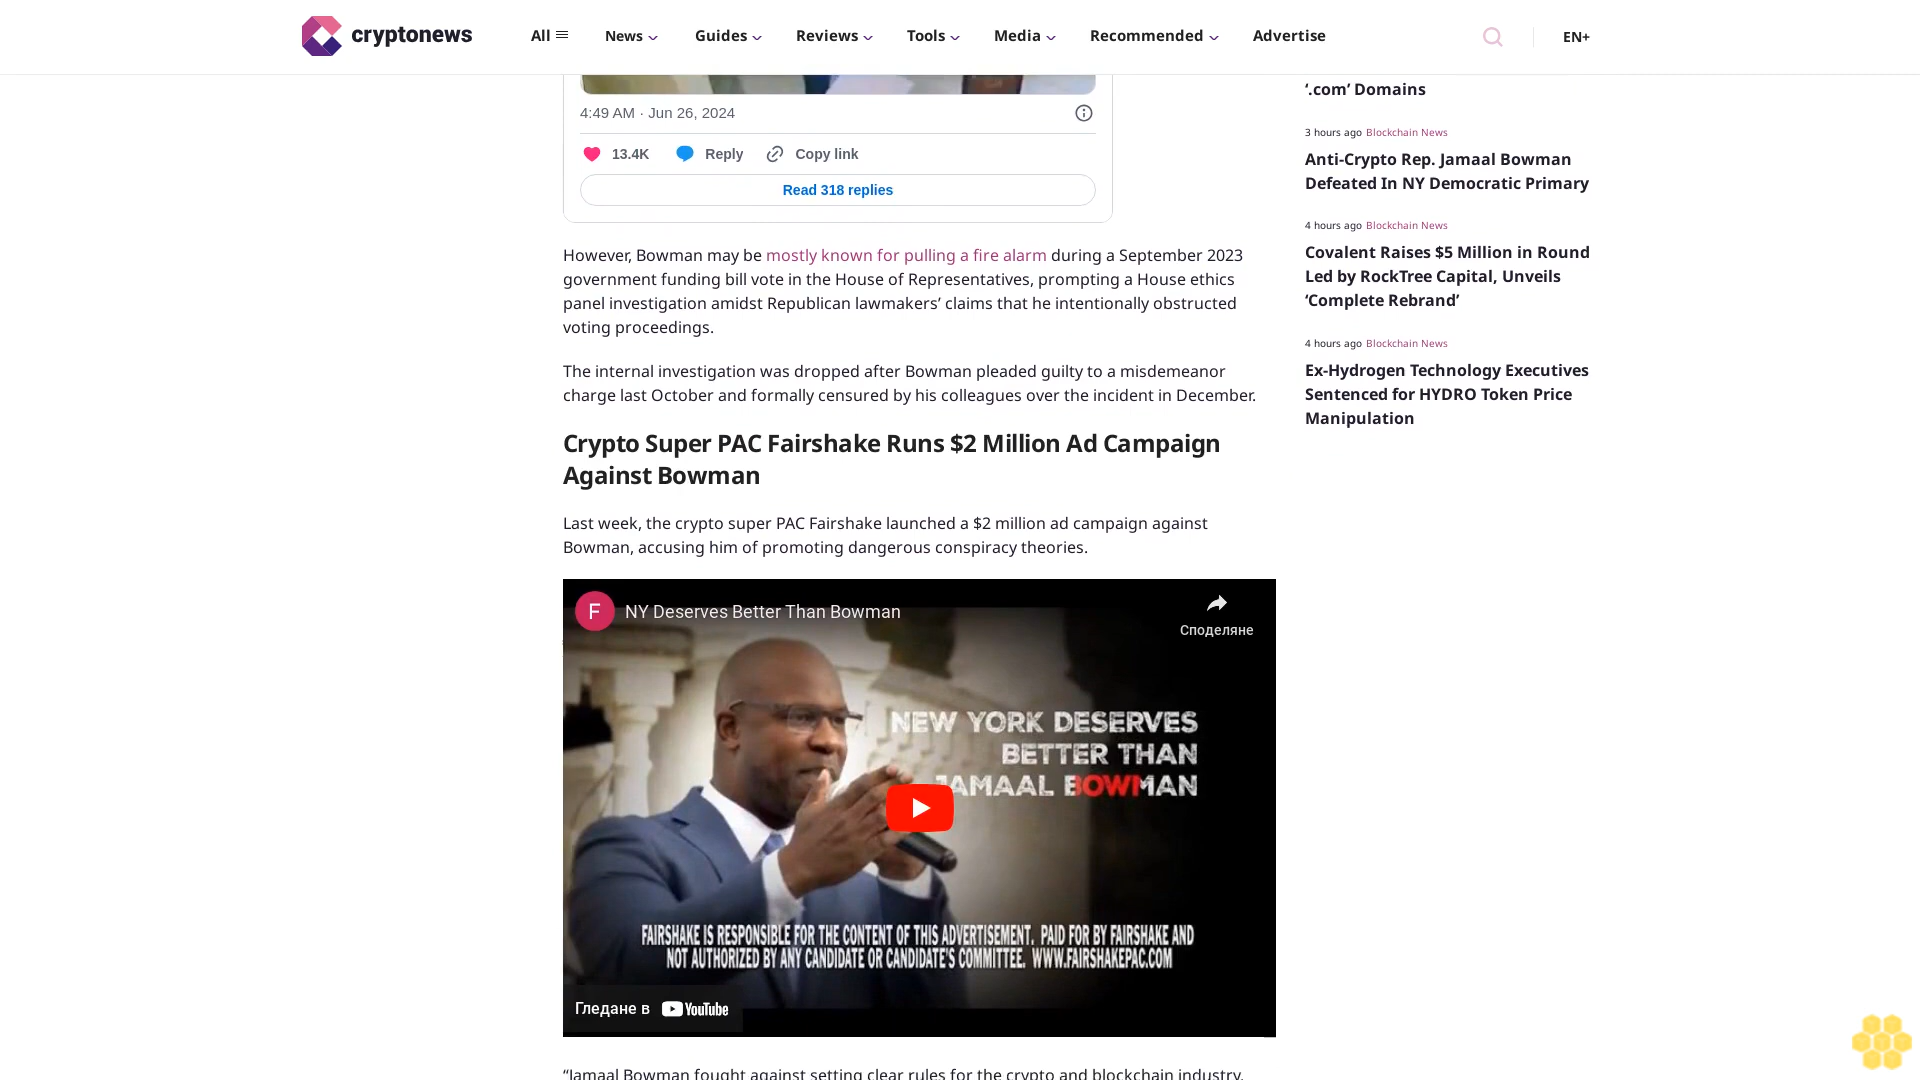 cryptonews
All
News
Guides
Reviews
Tools
Media
Recommended
Advertise
EN+
4:49 AM · Jun 26, 2024
13.4K
Reply
Copy link
Read 318 replies
However, Bowman may be mostly known for pulling a fire alarm during a September 2023
government funding bill vote in the House of Representatives, prompting a House ethics
panel investigation amidst Republican lawmakers’ claims that he intentionally obstructed
voting proceedings.
The internal investigation was dropped after Bowman pleaded guilty to a misdemeanor
charge last October and formally censured by his colleagues over the incident in December.
Crypto Super PAC Fairshake Runs $2 Million Ad Campaign
Against Bowman
Last week, the crypto super PAC Fairshake launched a $2 million ad campaign against
Bowman, accusing him of promoting dangerous conspiracy theories.
F
NY Deserves Better Than Bowman
Споделяне
NEW YORK DESERVES
BETTER THAN
JAMAAL BOWMAN
FAIRSHAKE IS RESPONSIBLE FOR THE CONTENT OF THIS ADVERTISEMENT. PAID FOR BY FAIRSHAKE AND
NOT AUTHORIZED BY ANY CANDIDATE OR CANDIDATE'S COMMITTEE. WWW.FAIRSHAKEPAC.COM
Гледане в YouTube
“Jamaal Bowman fought against setting clear rules for the crypto and blockchain industry,
‘.com’ Domains
3 hours ago Blockchain News
Anti-Crypto Rep. Jamaal Bowman
Defeated In NY Democratic Primary
4 hours ago Blockchain News
Covalent Raises $5 Million in Round
Led by RockTree Capital, Unveils
‘Complete Rebrand’
4 hours ago Blockchain News
Ex-Hydrogen Technology Executives
Sentenced for HYDRO Token Price
Manipulation